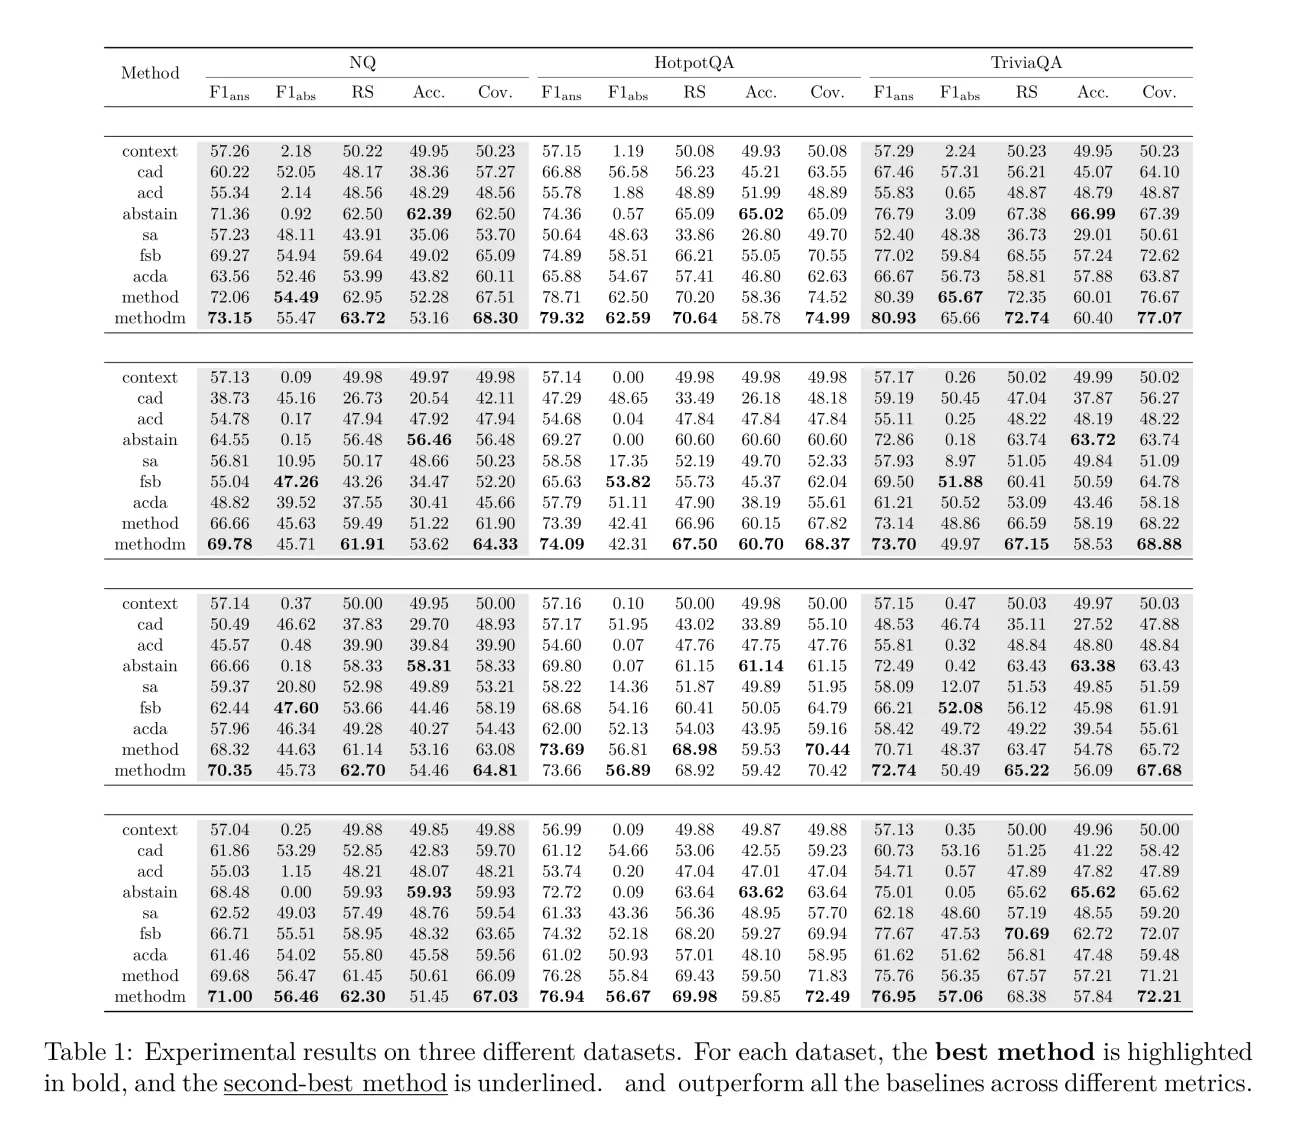 Method NQ HotpotQA TriviaQA
F1ans F1abs RS Acc. Cov. F1ans F1abs RS Acc. Cov. F1ans F1abs RS Acc. Cov.
context 57.26 2.18 50.22 49.95 50.23 57.15 1.19 50.08 49.93 50.08 57.29 2.24 50.23 49.95 50.23
cad 60.22 52.05 48.17 38.36 57.27 66.88 56.58 56.23 45.21 63.55 67.46 57.31 56.21 45.07 64.10
acd 55.34 2.14 48.56 48.29 48.56 55.78 1.88 48.89 51.99 48.89 55.83 0.65 48.87 48.79 48.87
abstain 71.36 0.92 62.50 62.39 62.50 74.36 0.57 65.09 65.02 65.09 76.79 3.09 67.38 66.99 67.39
sa 57.23 48.11 43.91 35.06 53.70 50.64 48.63 33.86 26.80 49.70 52.40 48.38 36.73 29.01 50.61
fsb 69.27 54.94 59.64 49.02 65.09 74.89 58.51 66.21 55.05 70.55 77.02 59.84 68.55 57.24 72.62
acda 63.56 52.46 53.99 43.82 60.11 65.88 54.67 57.41 46.80 62.63 66.67 56.73 58.81 57.88 63.87
method 72.06 54.49 62.95 52.28 67.51 78.71 62.50 70.20 58.36 74.52 80.39 65.67 72.35 60.01 76.67
methodm 73.15 55.47 63.72 53.16 68.30 79.32 62.59 70.64 58.78 74.99 80.93 65.66 72.74 60.40 77.07
context 57.13 0.09 49.98 49.97 49.98 57.14 0.00 49.98 49.98 49.98 57.17 0.26 50.02 49.99 50.02
cad 38.73 45.16 26.73 20.54 42.11 47.29 48.65 33.49 26.18 48.18 59.19 50.45 47.04 37.87 56.27
acd 54.78 0.17 47.94 47.92 47.94 54.68 0.04 47.84 47.84 47.84 55.11 0.25 48.22 48.19 48.22
abstain 64.55 0.15 56.48 56.46 56.48 69.27 0.00 60.60 60.60 60.60 72.86 0.18 63.74 63.72 63.74
sa 56.81 10.95 50.17 48.66 50.23 58.58 17.35 52.19 49.70 52.33 57.93 8.97 51.05 49.84 51.09
fsb 55.04 47.26 43.26 34.47 52.20 65.63 53.82 55.73 45.37 62.04 69.50 51.88 60.41 50.59 64.78
acda 48.82 39.52 37.55 30.41 45.66 57.79 51.11 47.90 38.19 55.61 61.21 50.52 53.09 43.46 58.18
method 66.66 45.63 59.49 51.22 61.90 73.39 42.41 66.96 60.15 67.82 73.14 48.86 66.59 58.19 68.22
methodm 69.78 45.71 61.91 53.62 64.33 74.09 42.31 67.50 60.70 68.37 73.70 49.97 67.15 58.53 68.88
context 57.14 0.37 50.00 49.95 50.00 57.16 0.10 50.00 49.98 50.00 57.15 0.47 50.03 49.97 50.03
cad 50.49 46.62 37.83 29.70 48.93 57.17 51.95 43.02 33.89 55.10 48.53 46.74 35.11 27.52 47.88
acd 45.57 0.48 39.90 39.84 39.90 54.60 0.07 47.76 47.75 47.76 55.81 0.32 48.84 48.80 48.84
abstain 66.66 0.18 58.33 58.31 58.33 69.80 0.07 61.15 61.14 61.15 72.49 0.42 63.43 63.38 63.43
sa 59.37 20.80 52.98 49.89 53.21 58.22 14.36 51.87 49.89 51.95 58.09 12.07 51.53 49.85 51.59
fsb 62.44 47.60 53.66 44.46 58.19 68.68 54.16 60.41 50.05 64.79 66.21 52.08 56.12 45.98 61.91
acda 57.96 46.34 49.28 40.27 54.43 62.00 52.13 54.03 43.95 59.16 58.42 49.72 49.22 39.54 55.61
method 68.32 44.63 61.14 53.16 63.08 73.69 56.81 68.98 59.53 70.44 70.71 48.37 63.47 54.78 65.72
methodm 70.35 45.73 62.70 54.46 64.81 73.66 56.89 68.92 59.42 70.42 72.74 50.49 65.22 56.09 67.68
context 57.04 0.25 49.88 49.85 49.88 56.99 0.09 49.88 49.87 49.88 57.13 0.35 50.00 49.96 50.00
cad 61.86 53.29 52.85 42.83 59.70 61.12 54.66 53.06 42.55 59.23 60.73 53.16 51.25 41.22 58.42
acd 55.03 1.15 48.21 48.07 48.21 53.74 0.20 47.04 47.01 47.04 54.71 0.57 47.89 47.82 47.89
abstain 68.48 0.00 59.93 59.93 59.93 72.72 0.09 63.64 63.62 63.64 75.01 0.05 65.62 65.62 65.62
sa 62.52 49.03 57.49 48.76 59.54 61.33 43.36 56.36 48.95 57.70 62.18 48.60 57.19 48.55 59.20
fsb 66.71 55.51 58.95 48.32 63.65 74.32 52.18 68.20 59.27 69.94 77.67 47.53 70.69 62.72 72.07
acda 61.46 54.02 55.80 45.58 59.56 61.02 50.93 57.01 48.10 58.95 61.62 51.62 56.81 47.48 59.48
method 69.68 56.47 61.45 50.61 66.09 76.28 55.84 69.43 59.50 71.83 75.76 56.35 67.57 57.21 71.21
methodm 71.00 56.46 62.30 51.45 67.03 76.94 56.67 69.98 59.85 72.49 76.95 57.06 68.38 57.84 72.21
Table 1: Experimental results on three different datasets. For each dataset, the best method is highlighted
in bold, and the second-best method is underlined. and outperform all the baselines across different metrics.